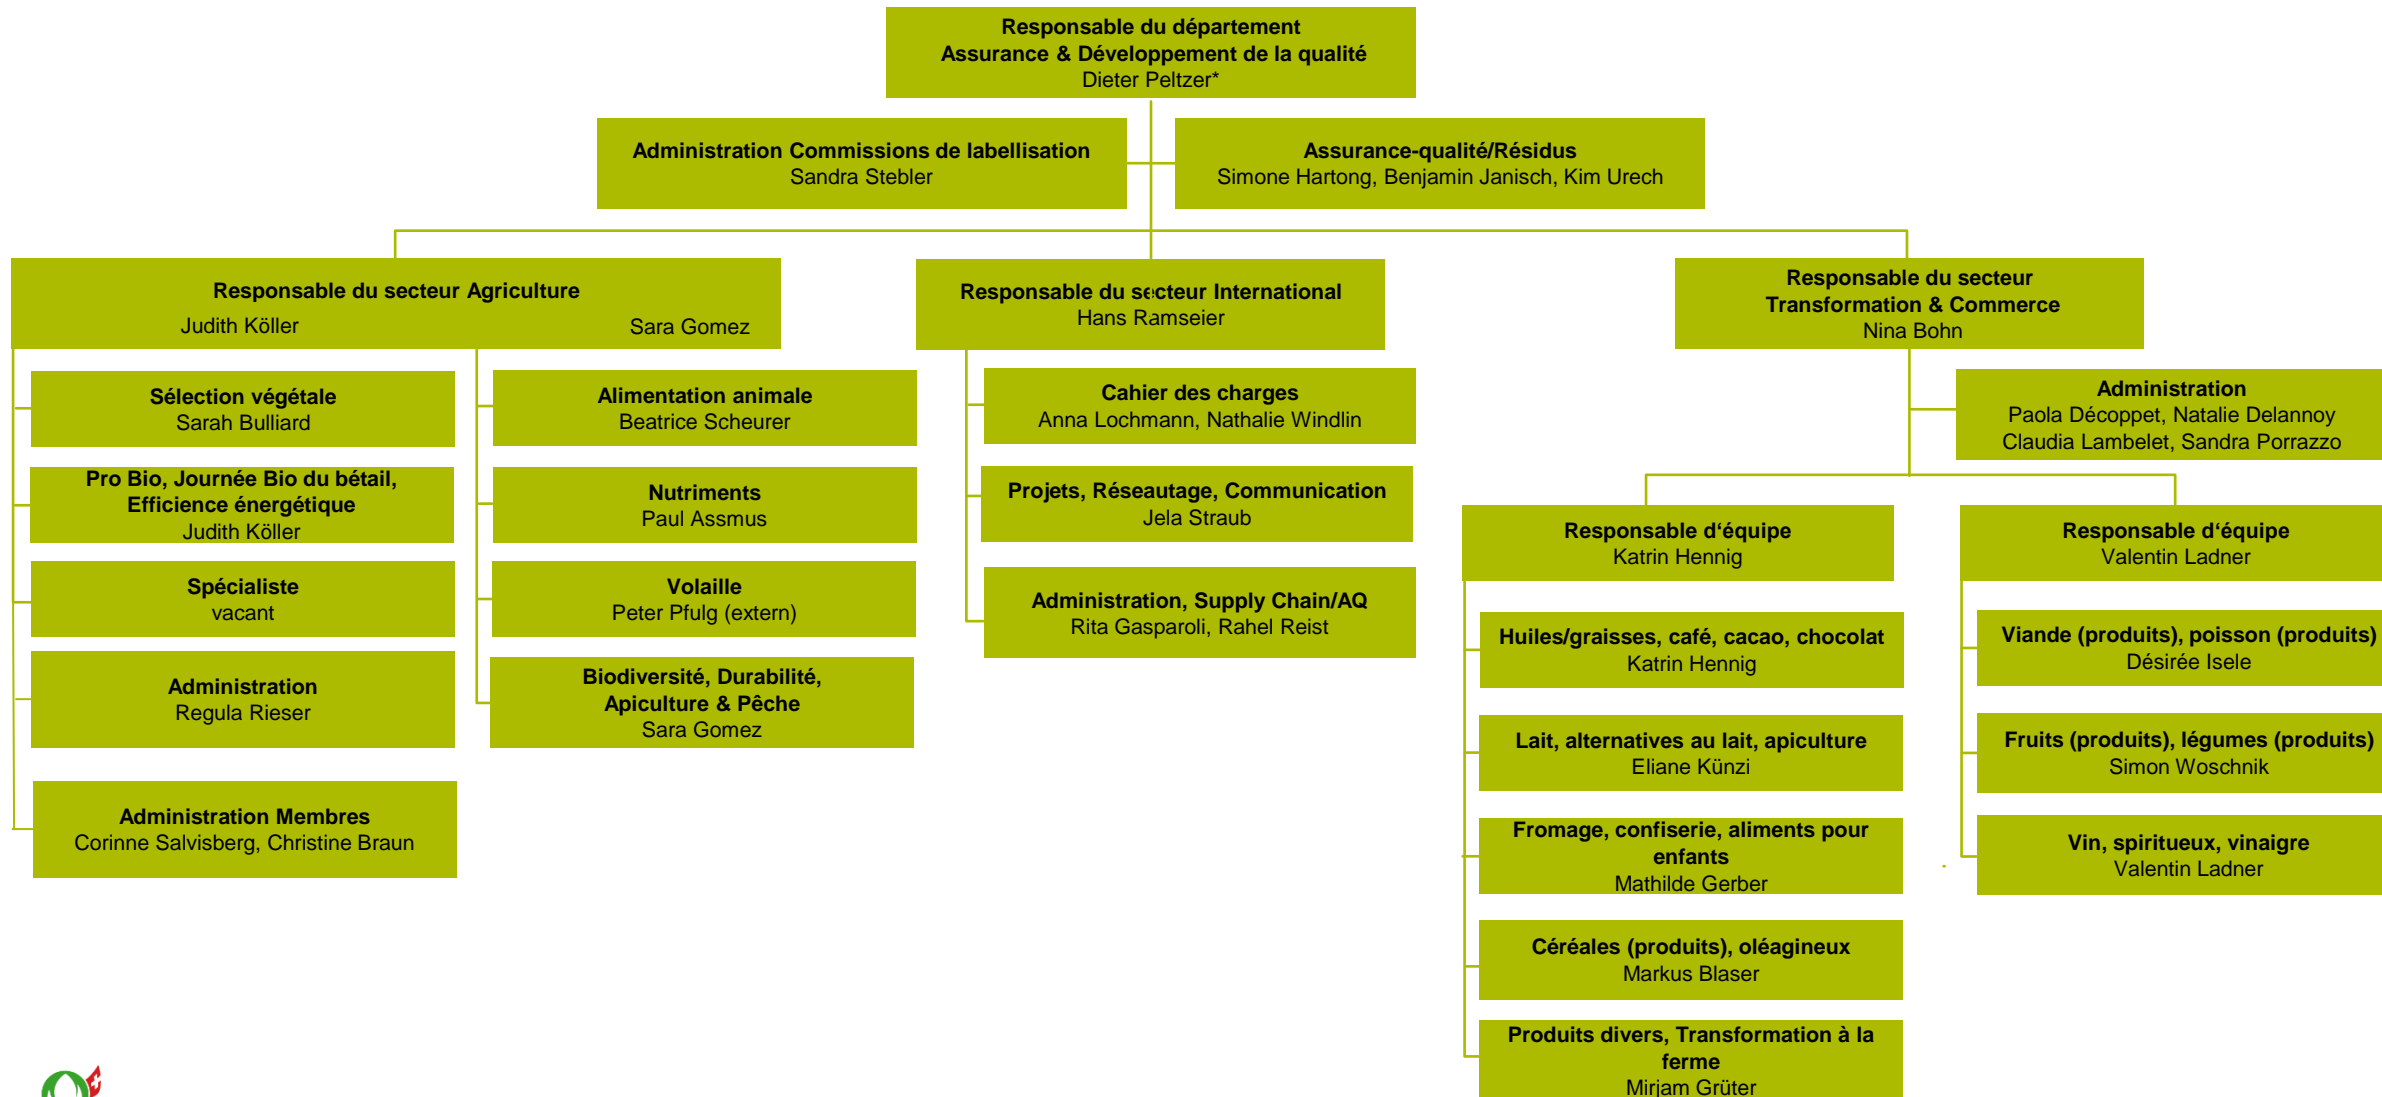 Responsable du département
Assurance & Développement de la qualité
Dieter Peltzer*
Administration Commissions de labellisation
Sandra Stebler
Assurance-qualité/Résidus
Simone Hartong, Benjamin Janisch, Kim Urech
Responsable du secteur Agriculture
Judith Köller
Sara Gomez
Sélection végétale
Sarah Bulliard
Pro Bio, Journée Bio du bétail,
Efficience énergétique
Judith Köller
Spécialiste
vacant
Administration
Regula Rieser
Administration Membres
Corinne Salvisberg, Christine Braun
Alimentation animale
Beatrice Scheurer
Nutriments
Paul Assmus
Volaille
Peter Pfulg (extern)
Biodiversité, Durabilité,
Apiculture & Pêche
Sara Gomez
Responsable du secteur International
Hans Ramseier
Cahier des charges
Anna Lochmann, Nathalie Windlin
Projets, Réseautage, Communication
Jela Straub
Administration, Supply Chain/AQ
Rita Gasparoli, Rahel Reist
Responsable du secteur
Transformation & Commerce
Nina Bohn
Administration
Paola Décoppet, Natalie Delannoy
Claudia Lambelet, Sandra Porrazzo
Responsable d‘équipe
Katrin Hennig
Huiles/graisses, café, cacao, chocolat
Katrin Hennig
Lait, alternatives au lait, apiculture
Eliane Künzi
Fromage, confiserie, aliments pour
enfants
Mathilde Gerber
Céréales (produits), oléagineux
Markus Blaser
Produits divers, Transformation à la
ferme
Mirjam Grüter
Responsable d‘équipe
Valentin Ladner
Viande (produits), poisson (produits)
Désirée Isele
Fruits (produits), légumes (produits)
Simon Woschnik
Vin, spiritueux, vinaigre
Valentin Ladner